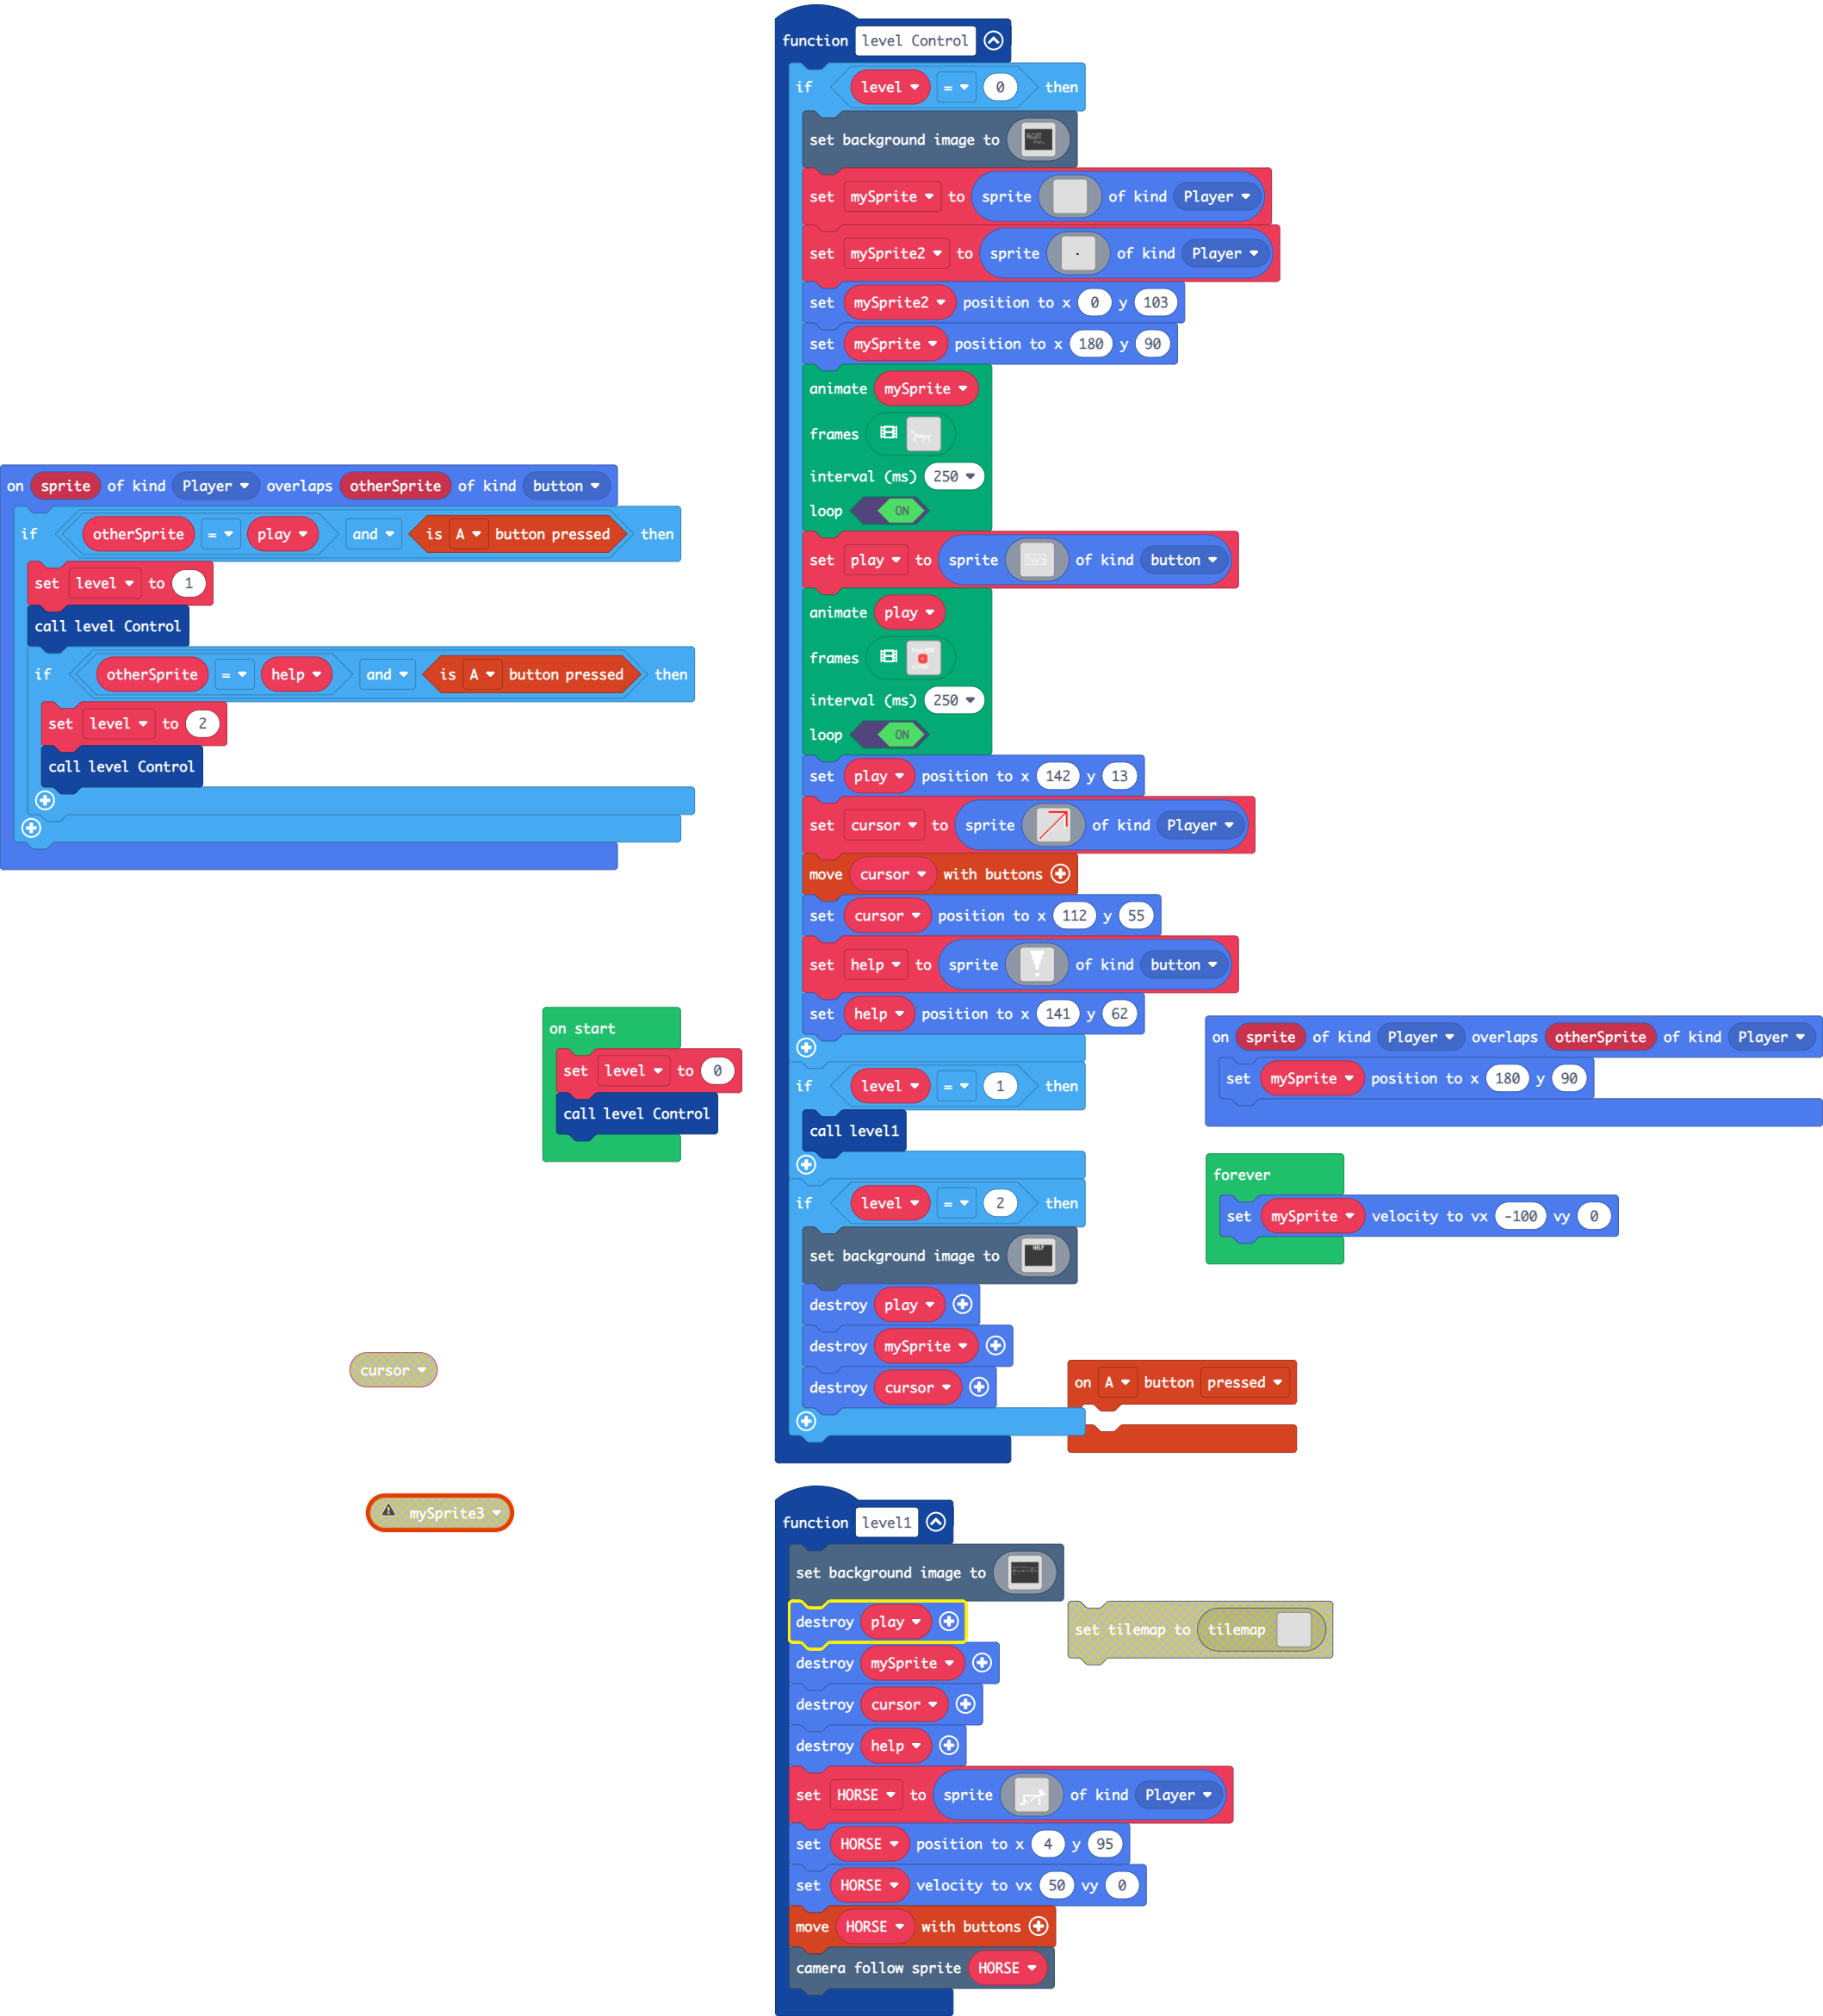 function level Control
if level = 0 then
set background image to
set mySprite to sprite of kind Player
set mySprite2 to sprite of kind Player
set mySprite2 position to x 0 y 103
set mySprite position to x 180 y 90
animate mySprite
frames
interval (ms) 250
loop ON
set play to sprite of kind button
animate play
frames
interval (ms) 250
loop ON
set play position to x 142 y 13
set cursor to sprite of kind Player
move cursor with buttons
set cursor position to x 112 y 55
set help to sprite of kind button
set help position to x 141 y 62
if level = 1 then
call level1
if level = 2 then
set background image to
HELP
destroy play
destroy mySprite
destroy cursor
on sprite of kind Player overlaps otherSprite of kind button
if otherSprite = play and is A button pressed then
set level to 1
call level Control
if otherSprite = help and is A button pressed then
set level to 2
call level Control
on start
set level to 0
call level Control
on sprite of kind Player overlaps otherSprite of kind Player
set mySprite position to x 180 y 90
forever
set mySprite velocity to vx -100 vy 0
cursor
on A button pressed
mySprite3
function level1
set background image to
destroy play
destroy mySprite
destroy cursor
destroy help
set HORSE to sprite of kind Player
set HORSE position to x 4 y 95
set HORSE velocity to vx 50 vy 0
move HORSE with buttons
camera follow sprite HORSE
set tilemap to tilemap